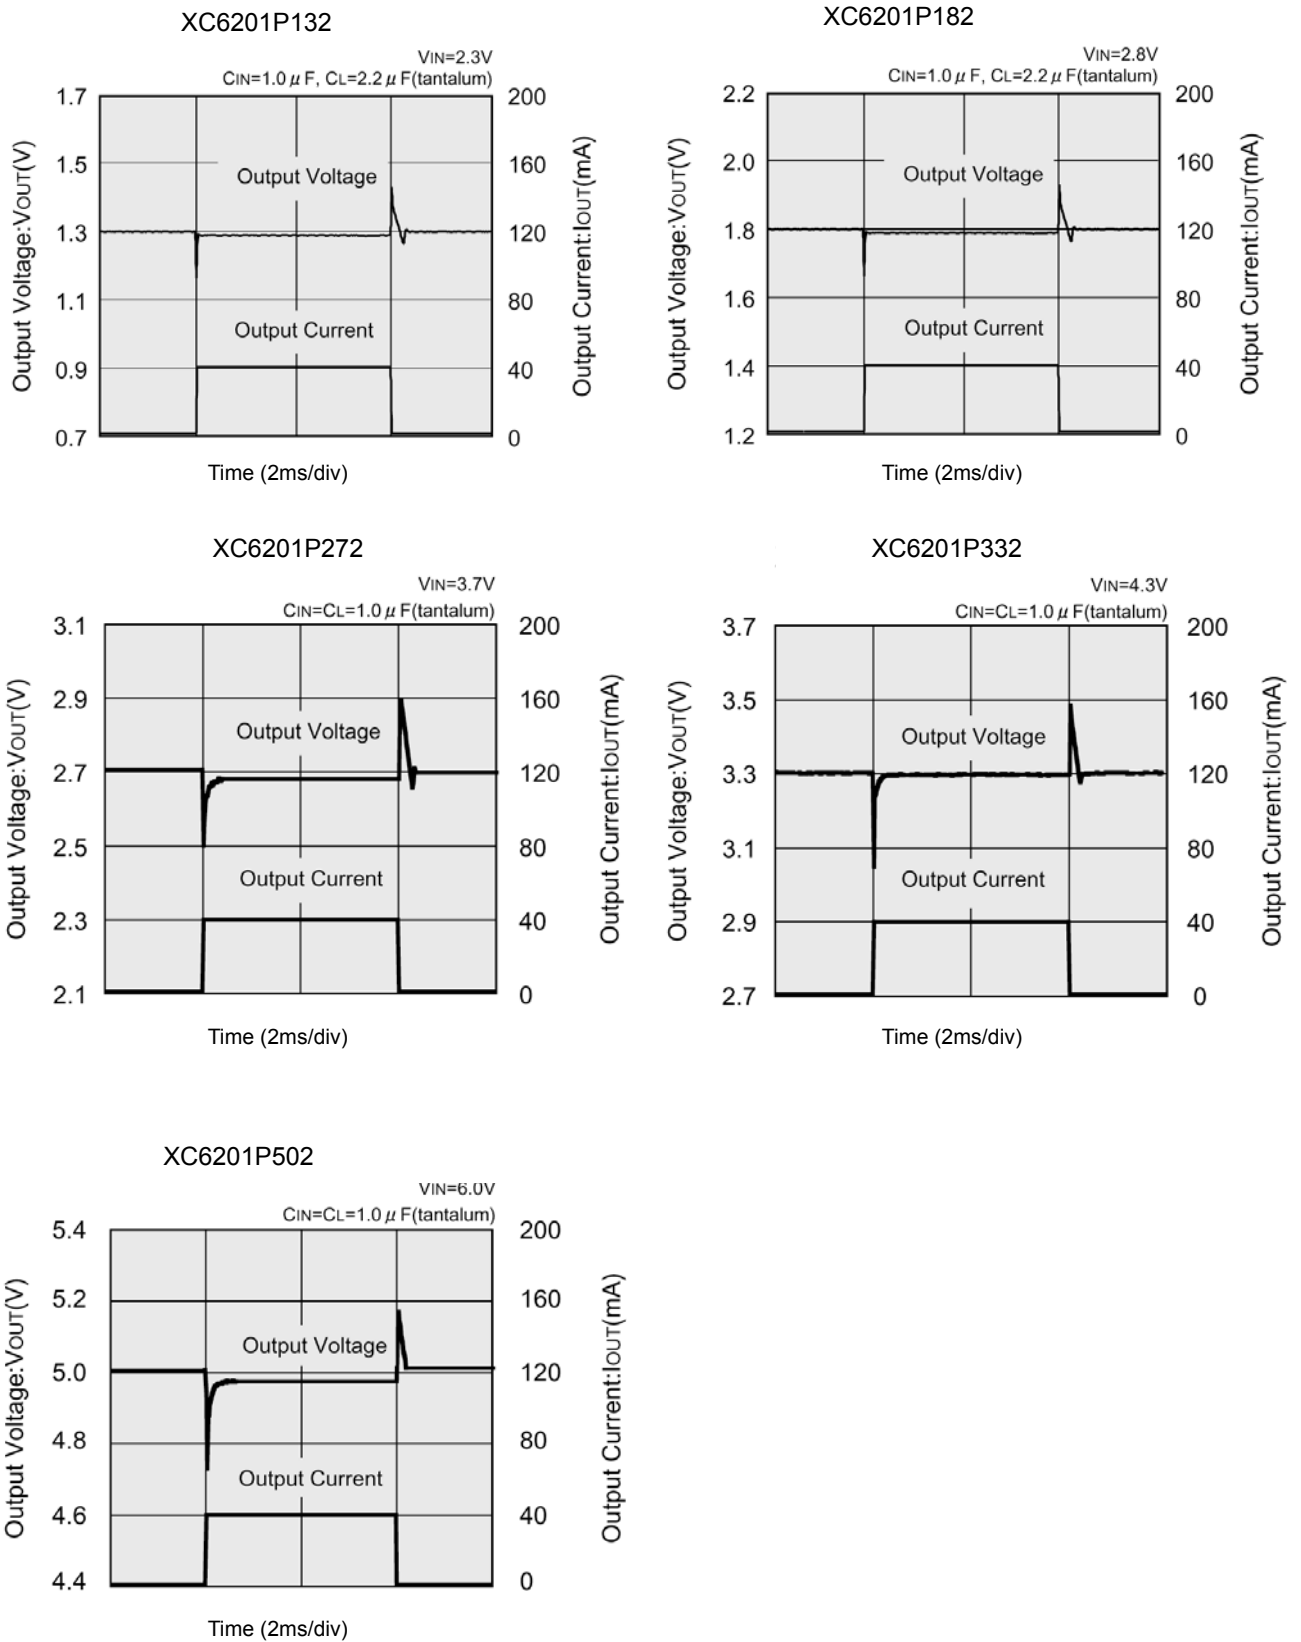 XC6201P132
VIN=2.3V
CIN=1.0 μ F, CL=2.2 μ F(tantalum)
1.7
1.5
1.3
1.1
0.9
0.7
200
160
120
80
40
0
Output Voltage:VOUT(V)
Output Current:IOUT(mA)
Output Voltage
Output Current
Time (2ms/div)
XC6201P182
VIN=2.8V
CIN=1.0 μ F, CL=2.2 μ F(tantalum)
2.2
2.0
1.8
1.6
1.4
1.2
200
160
120
80
40
0
Output Voltage:VOUT(V)
Output Current:IOUT(mA)
Output Voltage
Output Current
Time (2ms/div)
XC6201P272
VIN=3.7V
CIN=CL=1.0 μ F(tantalum)
3.1
2.9
2.7
2.5
2.3
2.1
200
160
120
80
40
0
Output Voltage:VOUT(V)
Output Current:IOUT(mA)
Output Voltage
Output Current
Time (2ms/div)
XC6201P332
VIN=4.3V
CIN=CL=1.0 μ F(tantalum)
3.7
3.5
3.3
3.1
2.9
2.7
200
160
120
80
40
0
Output Voltage:VOUT(V)
Output Current:IOUT(mA)
Output Voltage
Output Current
Time (2ms/div)
XC6201P502
VIN=6.0V
CIN=CL=1.0 μ F(tantalum)
5.4
5.2
5.0
4.8
4.6
4.4
200
160
120
80
40
0
Output Voltage:VOUT(V)
Output Current:IOUT(mA)
Output Voltage
Output Current
Time (2ms/div)